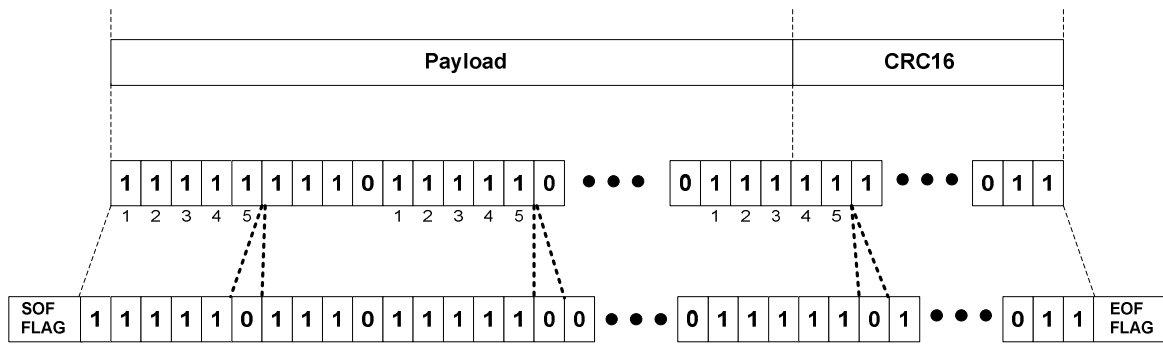 Payload CRC16
1 1 1 1 1 1 1 1 0 1 1 1 1 1 0 ● ● ● 0 1 1 1 1 1 1 ● ● ● 0 1 1
1 2 3 4 5 1 2 3 4 5 1 2 3 4 5
SOF FLAG 1 1 1 1 1 0 1 1 1 0 1 1 1 1 1 0 0 ● ● ● 0 1 1 1 1 1 0 1 ● ● ● 0 1 1 EOF FLAG